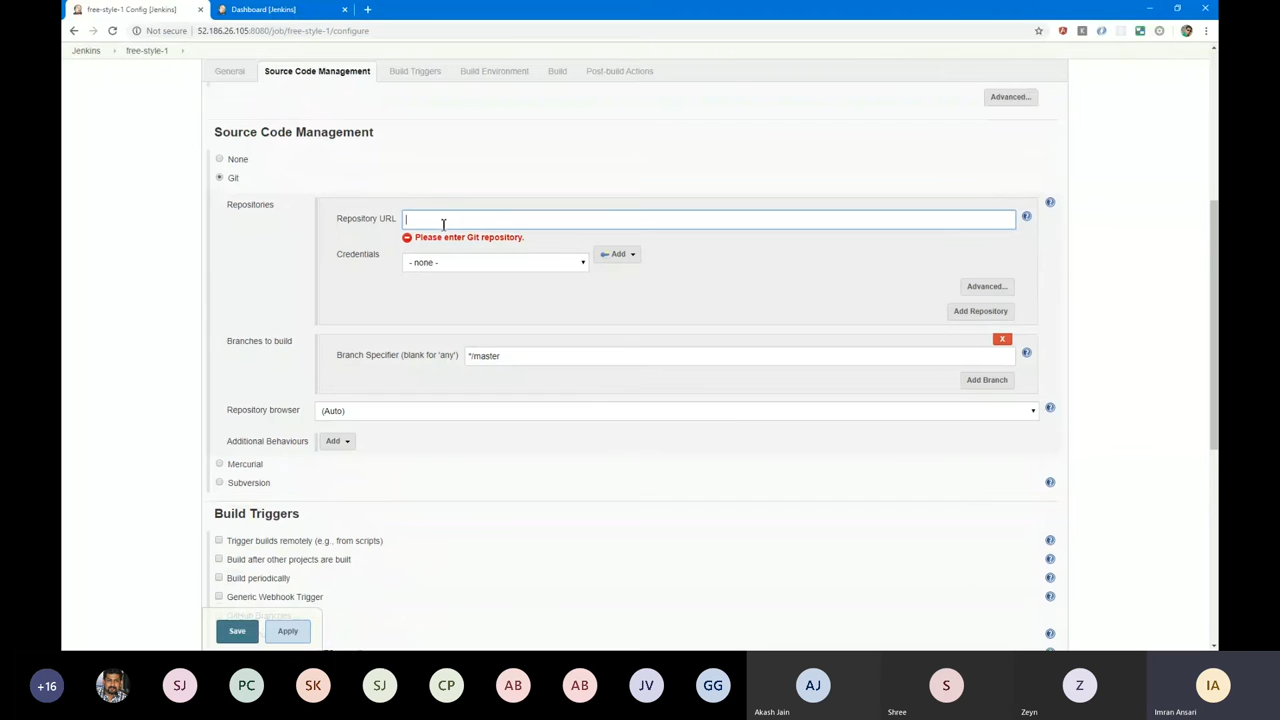 free-style-1 Config [Jenkins]
Dashboard [Jenkins]
Not secure
52.186.26.105:8080/job/free-style-1/configure
Jenkins
free-style-1
General
Source Code Management
Build Triggers
Build Environment
Build
Post-build Actions
Advanced...
Source Code Management
None
Git
Repositories
Repository URL
Please enter Git repository.
Credentials
- none -
Add
Advanced...
Add Repository
Branches to build
X
Branch Specifier (blank for 'any')
*/master
Add Branch
Repository browser
(Auto)
Additional Behaviours
Add
Mercurial
Subversion
Build Triggers
Trigger builds remotely (e.g., from scripts)
Build after other projects are built
Build periodically
Generic Webhook Trigger
GitHub Branches
Save
Apply
+16
SJ
PC
SK
SJ
CP
AB
AB
JV
GG
AJ
Akash Jain
S
Shree
Z
Zeyn
IA
Imran Ansari